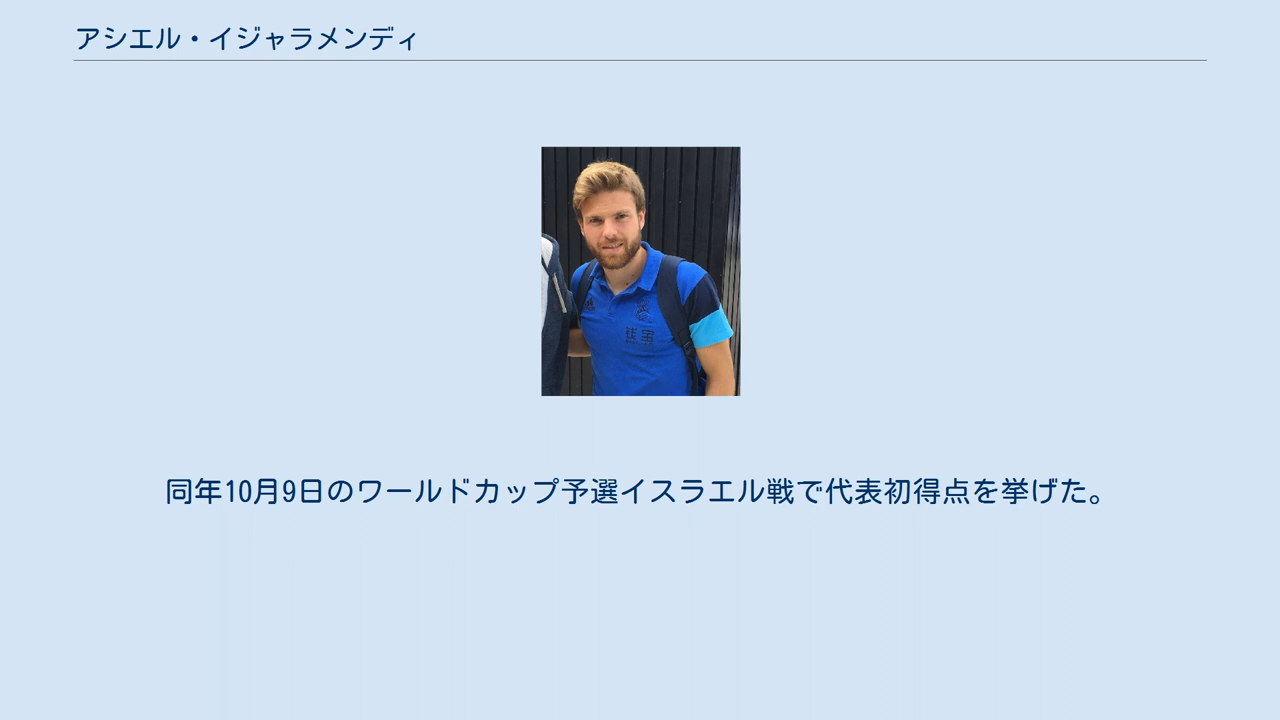 アシエル・イジャラメンディ
同年10月9日のワールドカップ予選イスラエル戦で代表初得点を挙げた。